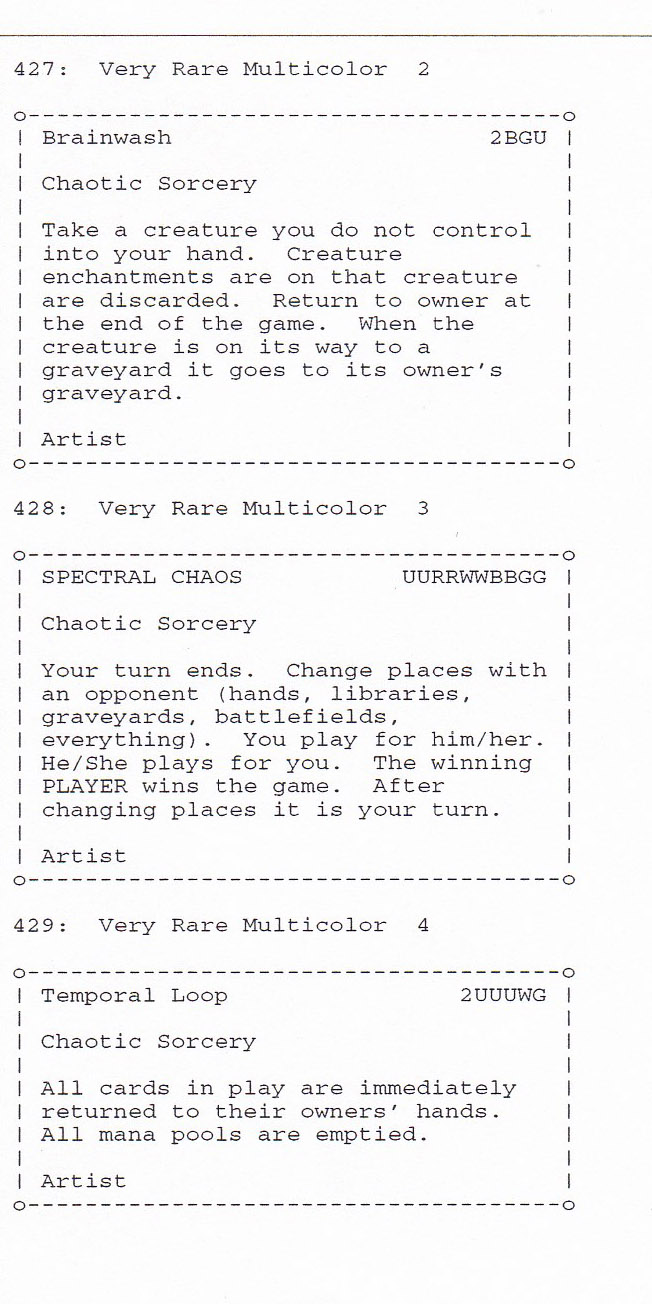 427:  Very Rare Multicolor  2
o-------------------------------------o
| Brainwash                      2BGU |
|                                     |
| Chaotic Sorcery                     |
|                                     |
| Take a creature you do not control  |
| into your hand.  Creature           |
| enchantments are on that creature   |
| are discarded.  Return to owner at  |
| the end of the game.  When the      |
| creature is on its way to a         |
| graveyard it goes to its owner's    |
| graveyard.                          |
|                                     |
| Artist                              |
o-------------------------------------o
428:  Very Rare Multicolor  3
o-------------------------------------o
| SPECTRAL CHAOS           UURRWWBBGG |
|                                     |
| Chaotic Sorcery                     |
|                                     |
| Your turn ends.  Change places with |
| an opponent (hands, libraries,      |
| graveyards, battlefields,           |
| everything).  You play for him/her. |
| He/She plays for you.  The winning  |
| PLAYER wins the game.  After        |
| changing places it is your turn.    |
|                                     |
| Artist                              |
o-------------------------------------o
429:  Very Rare Multicolor  4
o-------------------------------------o
| Temporal Loop                2UUUWG |
|                                     |
| Chaotic Sorcery                     |
|                                     |
| All cards in play are immediately   |
| returned to their owners' hands.    |
| All mana pools are emptied.         |
|                                     |
| Artist                              |
o-------------------------------------o